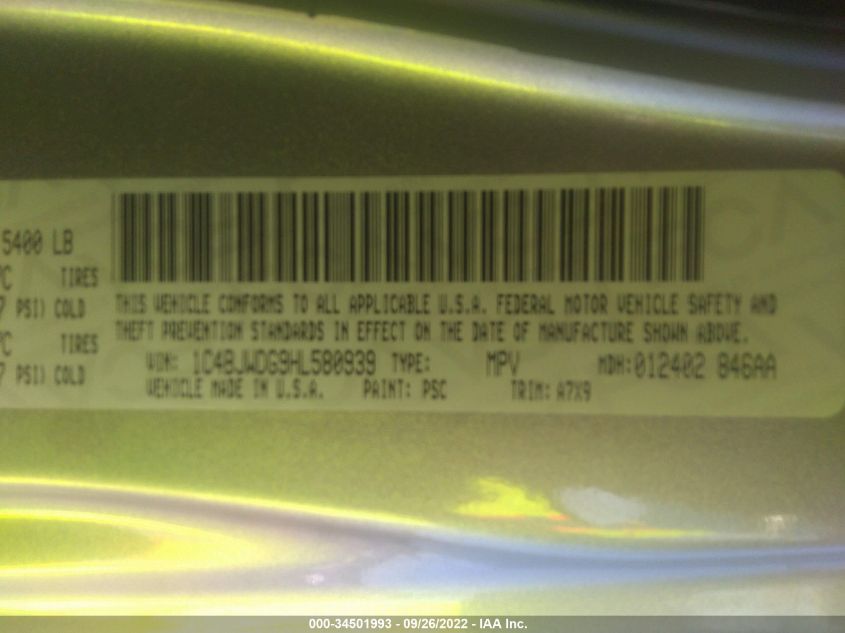 5400 LB
TIRES
PSI) COLD
TIRES
PSI) COLD
THIS VEHICLE CONFORMS TO ALL APPLICABLE U.S.A. FEDERAL MOTOR VEHICLE SAFETY AND
THEFT PREVENTION STANDARDS IN EFFECT ON THE DATE OF MANUFACTURE SHOWN ABOVE.
VIN: 1C4BJWDG9HL580939 TYPE: MPV MDH:012402 846AA
VEHICLE MADE IN U.S.A. PAINT: PSC TRIM: A7X9
000-34501993 - 09/26/2022 - IAA Inc.